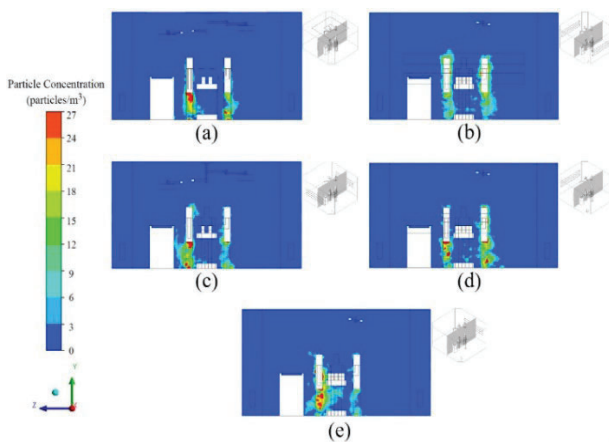 Particle Concentration
(particles/m³)
27
24
21
18
15
12
9
6
3
0
Y
Z
(a)
(b)
(c)
(d)
(e)